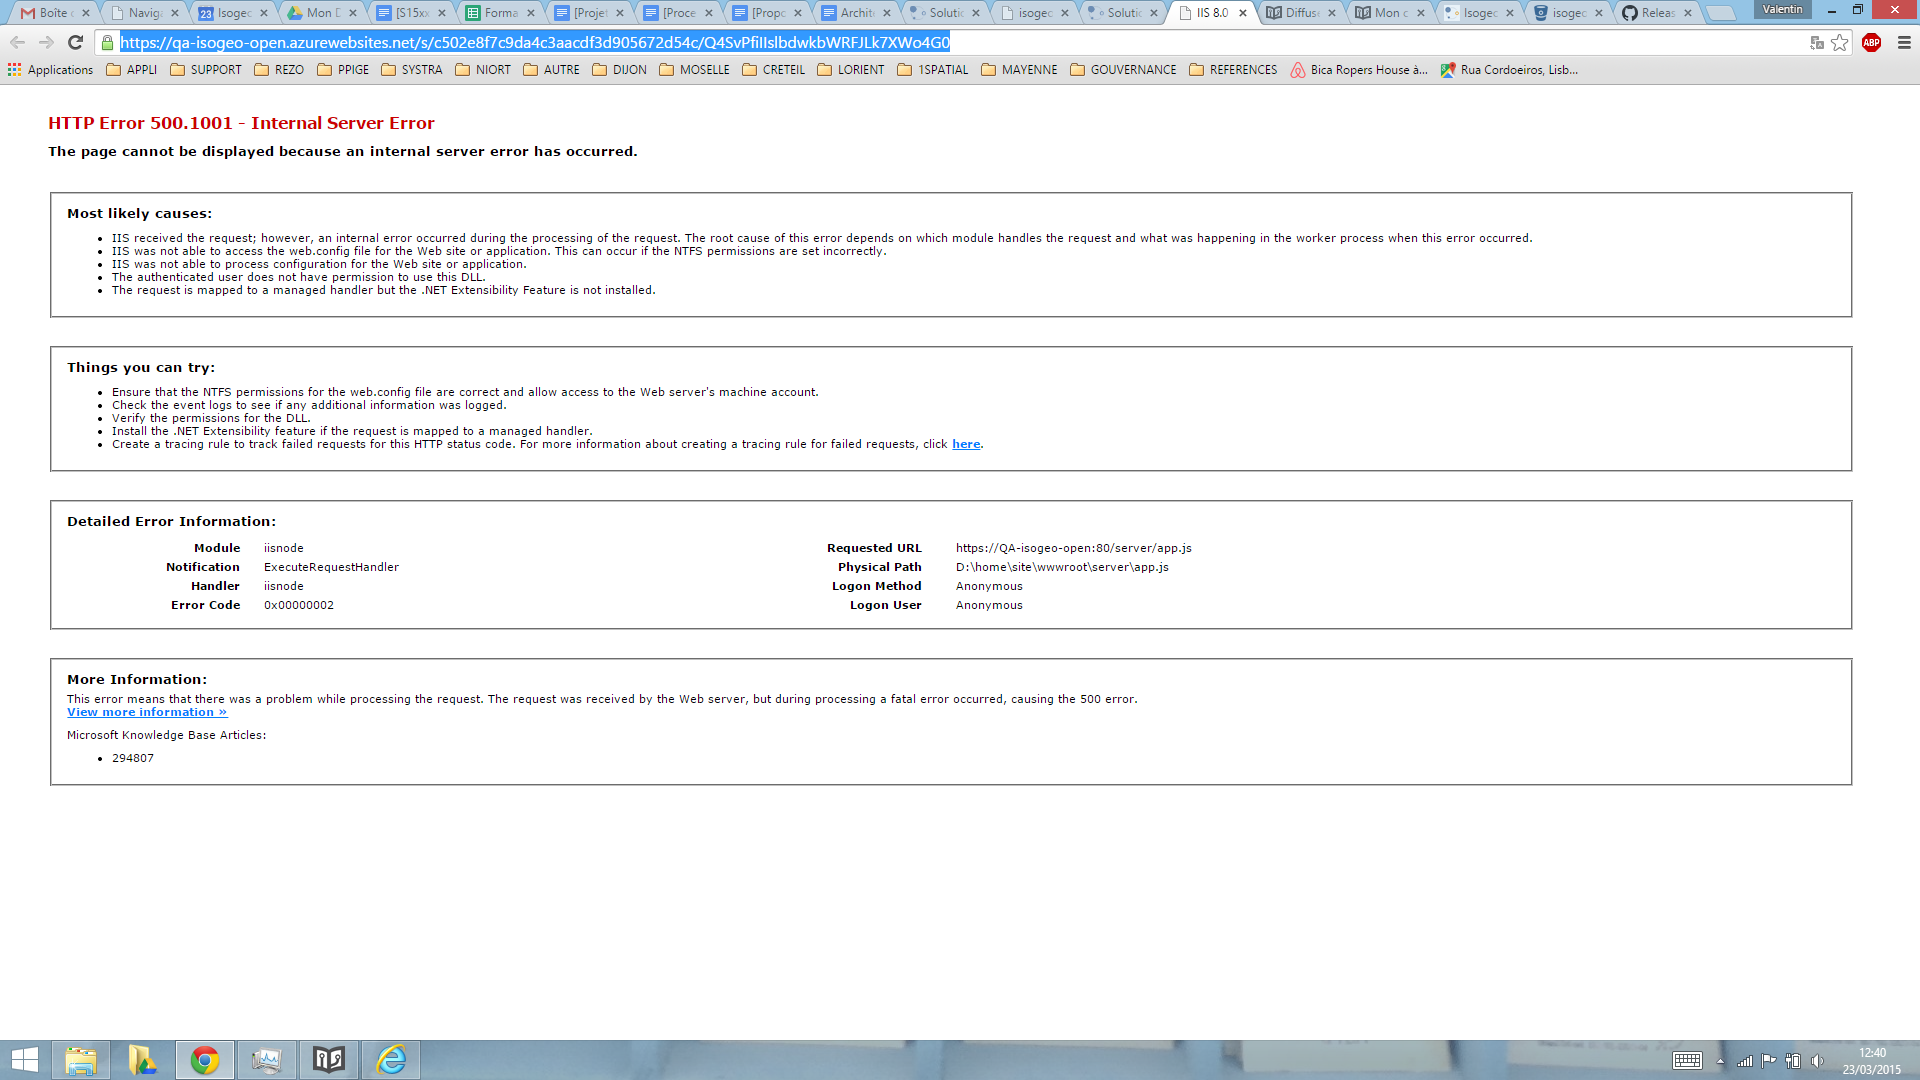 Boîte
Naviga
23 Isogeo
Mon D
[S15xx
Forma
[Projet
[Proce
[Propo
Archite
Solutio
isogeo
Solutio
IIS 8.0
Diffuse
Mon c
Isogeo
isogeo
Releas
Valentin
https://qa-isogeo-open.azurewebsites.net/s/c502e8f7c9da4c3aacdf3d905672d54c/Q4SvPfiIIslbdwkbWRFJLk7XWo4G0
ABP
Applications APPLI SUPPORT REZO PPIGE SYSTRA NIORT AUTRE DIJON MOSELLE CRETEIL LORIENT 1SPATIAL MAYENNE GOUVERNANCE REFERENCES Bica Ropers House à... Rua Cordoeiros, Lisb...
HTTP Error 500.1001 - Internal Server Error
The page cannot be displayed because an internal server error has occurred.
Most likely causes:
• IIS received the request; however, an internal error occurred during the processing of the request. The root cause of this error depends on which module handles the request and what was happening in the worker process when this error occurred.
• IIS was not able to access the web.config file for the Web site or application. This can occur if the NTFS permissions are set incorrectly.
• IIS was not able to process configuration for the Web site or application.
• The authenticated user does not have permission to use this DLL.
• The request is mapped to a managed handler but the .NET Extensibility Feature is not installed.
Things you can try:
• Ensure that the NTFS permissions for the web.config file are correct and allow access to the Web server's machine account.
• Check the event logs to see if any additional information was logged.
• Verify the permissions for the DLL.
• Install the .NET Extensibility feature if the request is mapped to a managed handler.
• Create a tracing rule to track failed requests for this HTTP status code. For more information about creating a tracing rule for failed requests, click here.
Detailed Error Information:
Module iisnode
Notification ExecuteRequestHandler
Handler iisnode
Error Code 0x00000002
Requested URL https://QA-isogeo-open:80/server/app.js
Physical Path D:\home\site\wwwroot\server\app.js
Logon Method Anonymous
Logon User Anonymous
More Information:
This error means that there was a problem while processing the request. The request was received by the Web server, but during processing a fatal error occurred, causing the 500 error.
View more information »
Microsoft Knowledge Base Articles:
• 294807
12:40
23/03/2015